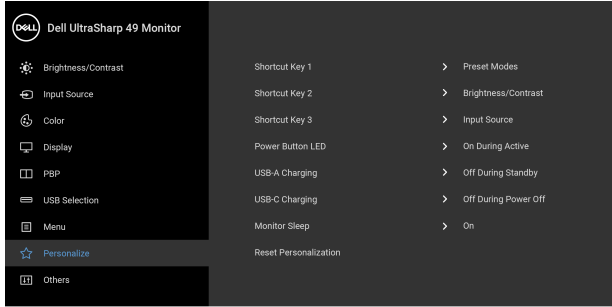 DELL Dell UltraSharp 49 Monitor
Brightness/Contrast
Input Source
Color
Display
PBP
USB Selection
Menu
Personalize
Others
Shortcut Key 1 > Preset Modes
Shortcut Key 2 > Brightness/Contrast
Shortcut Key 3 > Input Source
Power Button LED > On During Active
USB-A Charging > Off During Standby
USB-C Charging > Off During Power Off
Monitor Sleep > On
Reset Personalization